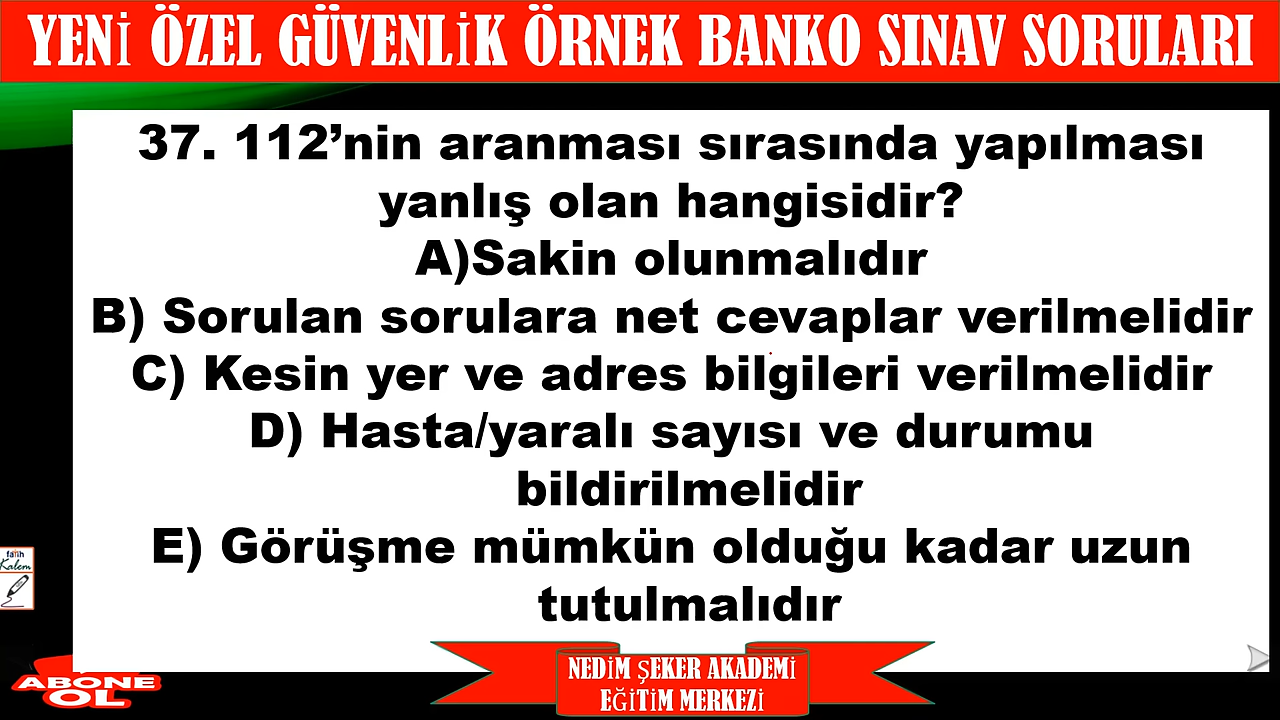 YENİ ÖZEL GÜVENLİK ÖRNEK BANKO SINAV SORULARI
37. 112’nin aranması sırasında yapılması
yanlış olan hangisidir?
A)Sakin olunmalıdır
B) Sorulan sorulara net cevaplar verilmelidir
C) Kesin yer ve adres bilgileri verilmelidir
D) Hasta/yaralı sayısı ve durumu
bildirilmelidir
E) Görüşme mümkün olduğu kadar uzun
tutulmalıdır
fatih
Kalem
ABONE
OL
NEDİM ŞEKER AKADEMİ
EĞİTİM MERKEZİ